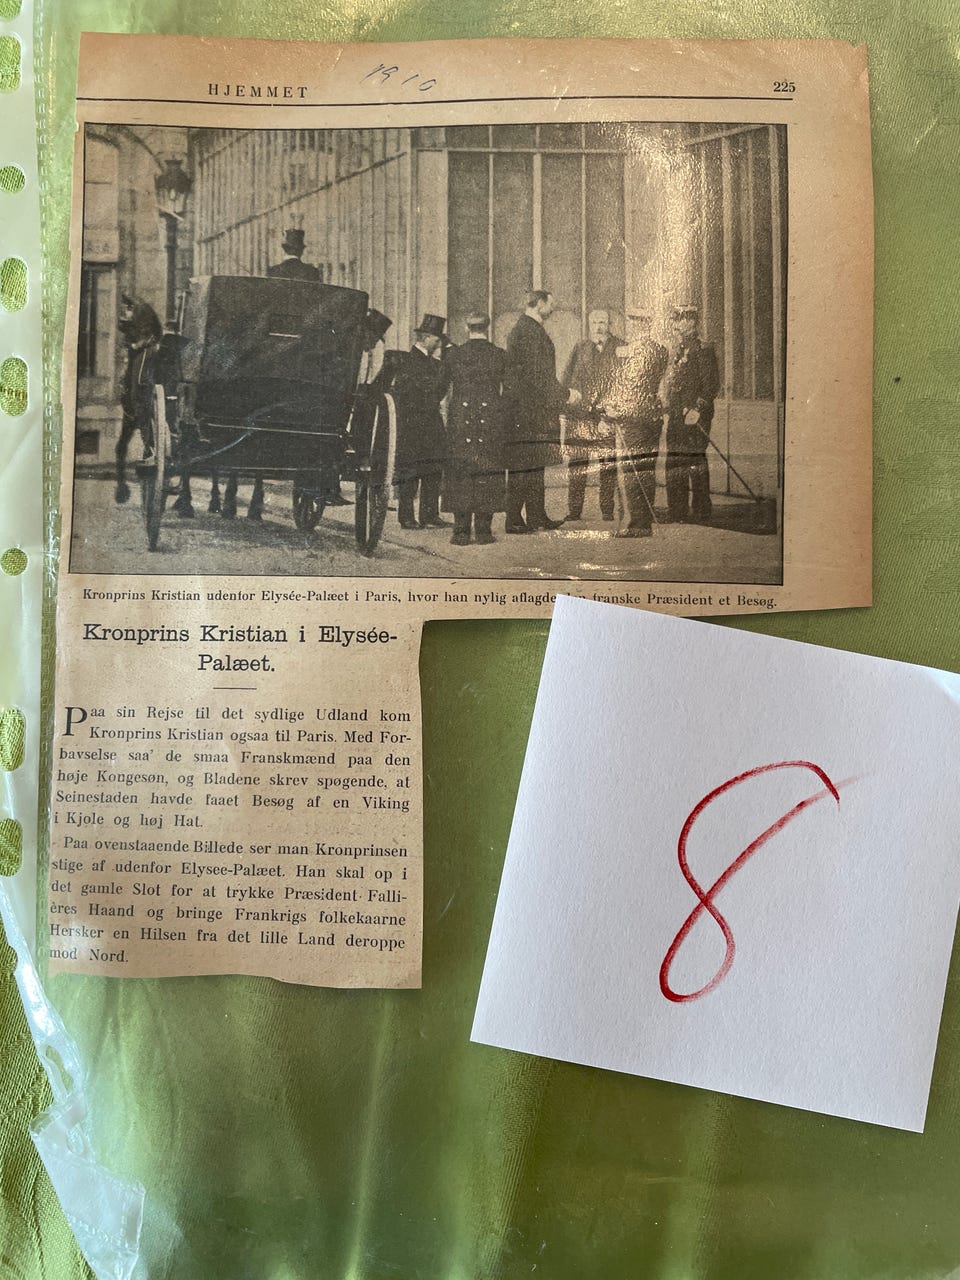 HJEMMET
1910
225
Kronprins Kristian udenfor Elysée-Palæet i Paris, hvor han nylig aflagde den franske Præsident et Besøg.
Kronprins Kristian i Elysée-
Palæet.
Paa sin Rejse til det sydlige Udland kom
Kronprins Kristian ogsaa til Paris. Med For-
bavselse saa' de smaa Franskmænd paa den
høje Kongesøn, og Bladene skrev spøgende, at
Seinestaden havde faaet Besøg af en Viking
i Kjole og høj Hat.
Paa ovenstaaende Billede ser man Kronprinsen
stige af udenfor Elysee-Palæet. Han skal op i
det gamle Slot for at trykke Præsident Falli-
ères Haand og bringe Frankrigs folkekaarne
Hersker en Hilsen fra det lille Land deroppe
mod Nord.
8